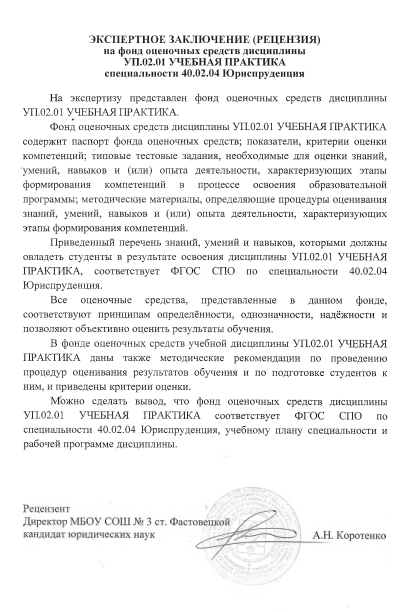 ЭКСПЕРТНОЕ ЗАКЛЮЧЕНИЕ (РЕЦЕНЗИЯ)
на фонд оценочных средств дисциплины
УП.02.01 УЧЕБНАЯ ПРАКТИКА
специальности 40.02.04 Юриспруденция
На экспертизу представлен фонд оценочных средств дисциплины
УП.02.01 УЧЕБНАЯ ПРАКТИКА.
Фонд оценочных средств дисциплины УП.02.01 УЧЕБНАЯ ПРАКТИКА
содержит паспорт фонда оценочных средств; показатели, критерии оценки
компетенций; типовые тестовые задания, необходимые для оценки знаний,
умений, навыков и (или) опыта деятельности, характеризующих этапы
формирования компетенций в процессе освоения образовательной
программы; методические материалы, определяющие процедуры оценивания
знаний, умений, навыков и (или) опыта деятельности, характеризующих
этапы формирования компетенций.
Приведенный перечень знаний, умений и навыков, которыми должны
овладеть студенты в результате освоения дисциплины УП.02.01 УЧЕБНАЯ
ПРАКТИКА, соответствует ФГОС СПО по специальности 40.02.04
Юриспруденция.
Все оценочные средства, представленные в данном фонде,
соответствуют принципам определённости, однозначности, надёжности и
позволяют объективно оценить результаты обучения.
В фонде оценочных средств учебной дисциплины УП.02.01 УЧЕБНАЯ
ПРАКТИКА даны также методические рекомендации по проведению
процедур оценивания результатов обучения и по подготовке студентов к
ним, и приведены критерии оценки.
Можно сделать вывод, что фонд оценочных средств дисциплины
УП.02.01 УЧЕБНАЯ ПРАКТИКА соответствует ФГОС СПО по
специальности 40.02.04 Юриспруденция, учебному плану специальности и
рабочей программе дисциплины.
Рецензент
Директор МБОУ СОШ № 3 ст. Фастовецкой
кандидат юридических наук А.Н. Коротенко